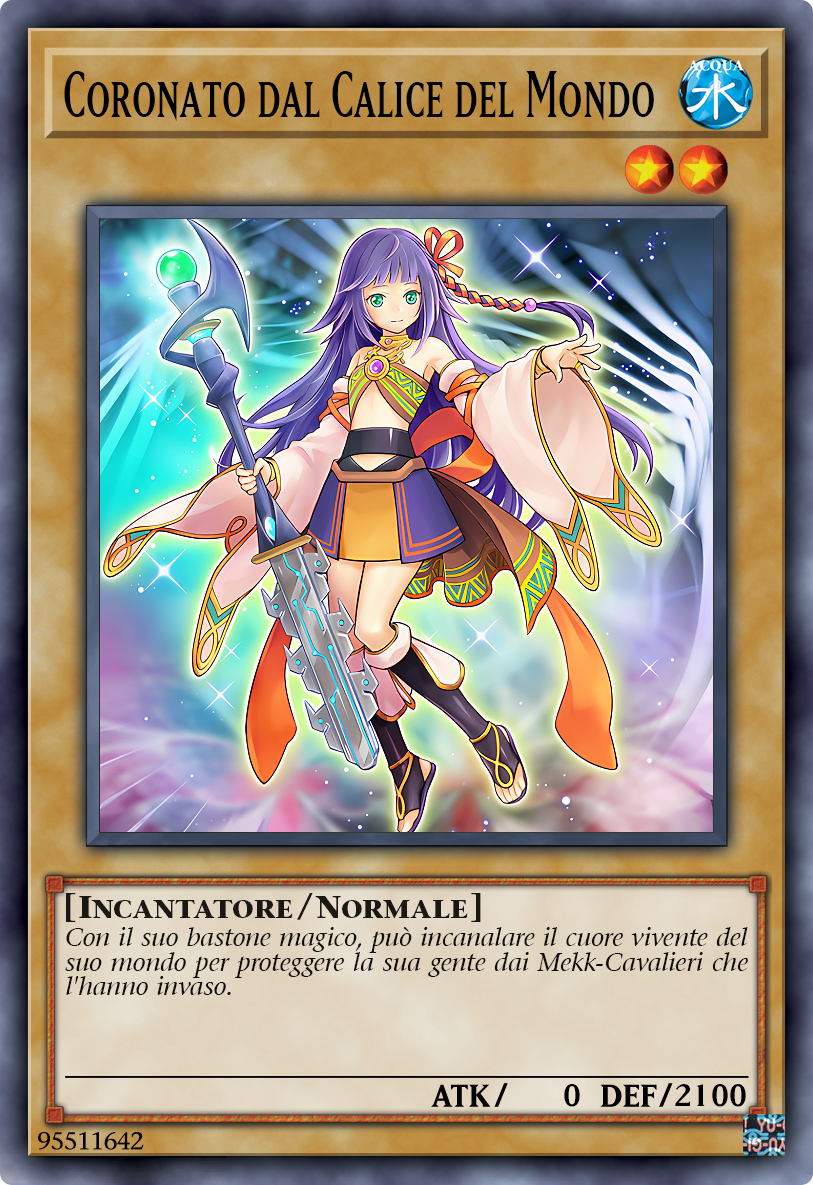 Coronato dal Calice del Mondo
ACQUA
水
[Incantatore/Normale]
Con il suo bastone magico, può incanalare il cuore vivente del
suo mondo per proteggere la sua gente dai Mekk-Cavalieri che
l'hanno invaso.
ATK/ 0 DEF/2100
95511642